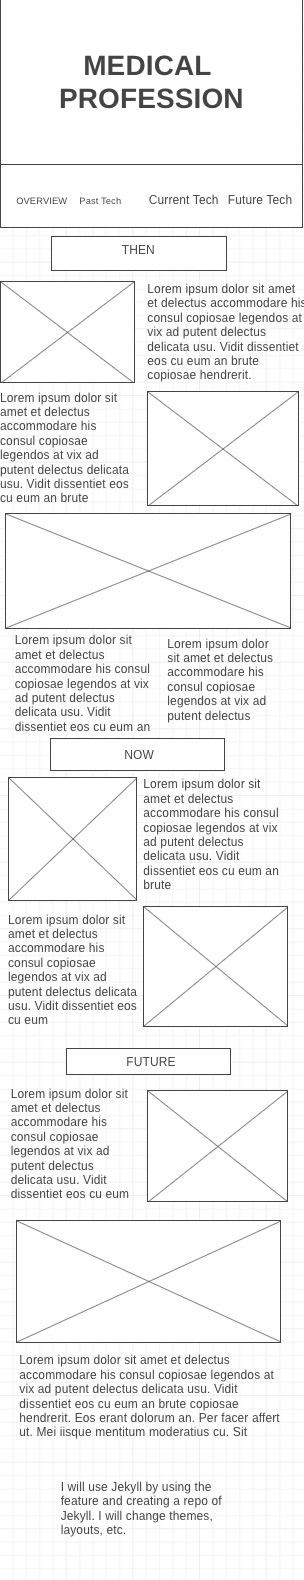 MEDICAL
PROFESSION
OVERVIEW Past Tech Current Tech Future Tech
THEN
Lorem ipsum dolor sit amet
et delectus accommodare his
consul copiosae legendos at
vix ad putent delectus
delicata usu. Vidit dissentiet
eos cu eum an brute
copiosae hendrerit.
Lorem ipsum dolor sit
amet et delectus
accommodare his
consul copiosae
legendos at vix ad
putent delectus delicata
usu. Vidit dissentiet eos
cu eum an brute
Lorem ipsum dolor sit
amet et delectus
accommodare his consul
copiosae legendos at vix
ad putent delectus
delicata usu. Vidit
dissentiet eos cu eum an
Lorem ipsum dolor
sit amet et delectus
accommodare his
consul copiosae
legendos at vix ad
putent delectus
NOW
Lorem ipsum dolor sit
amet et delectus
accommodare his consul
copiosae legendos at vix
ad putent delectus
delicata usu. Vidit
dissentiet eos cu eum an
brute
Lorem ipsum dolor sit
amet et delectus
accommodare his
consul copiosae
legendos at vix ad
putent delectus delicata
usu. Vidit dissentiet eos
cu eum
FUTURE
Lorem ipsum dolor sit
amet et delectus
accommodare his
consul copiosae
legendos at vix ad
putent delectus
delicata usu. Vidit
dissentiet eos cu eum
Lorem ipsum dolor sit amet et delectus
accommodare his consul copiosae legendos at
vix ad putent delectus delicata usu. Vidit
dissentiet eos cu eum an brute copiosae
hendrerit. Eos erant dolorum an. Per facer affert
ut. Mei iisque mentitum moderatius cu. Sit
I will use Jekyll by using the
feature and creating a repo of
Jekyll. I will change themes,
layouts, etc.